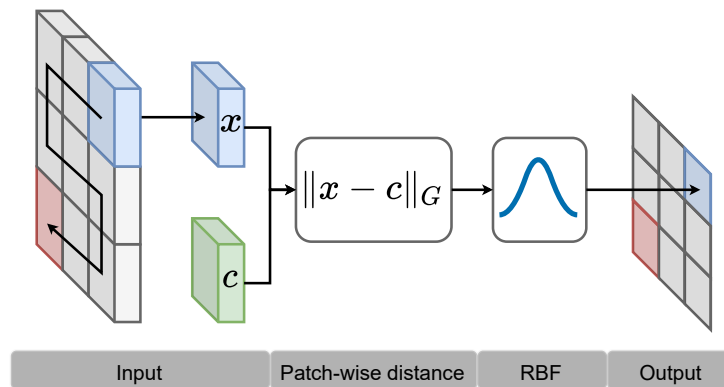 x
‖x − c‖_G
c
Input
Patch-wise distance
RBF
Output